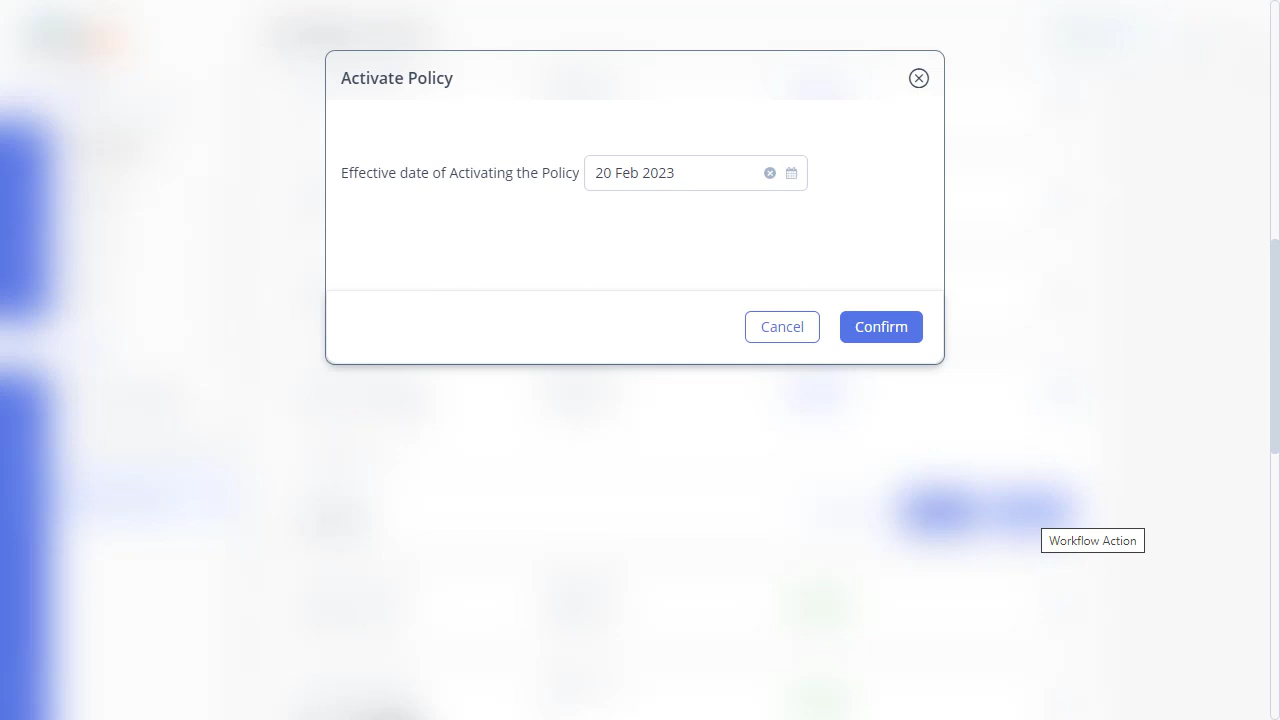 Activate Policy
Effective date of Activating the Policy 20 Feb 2023
Cancel Confirm
Workflow Action